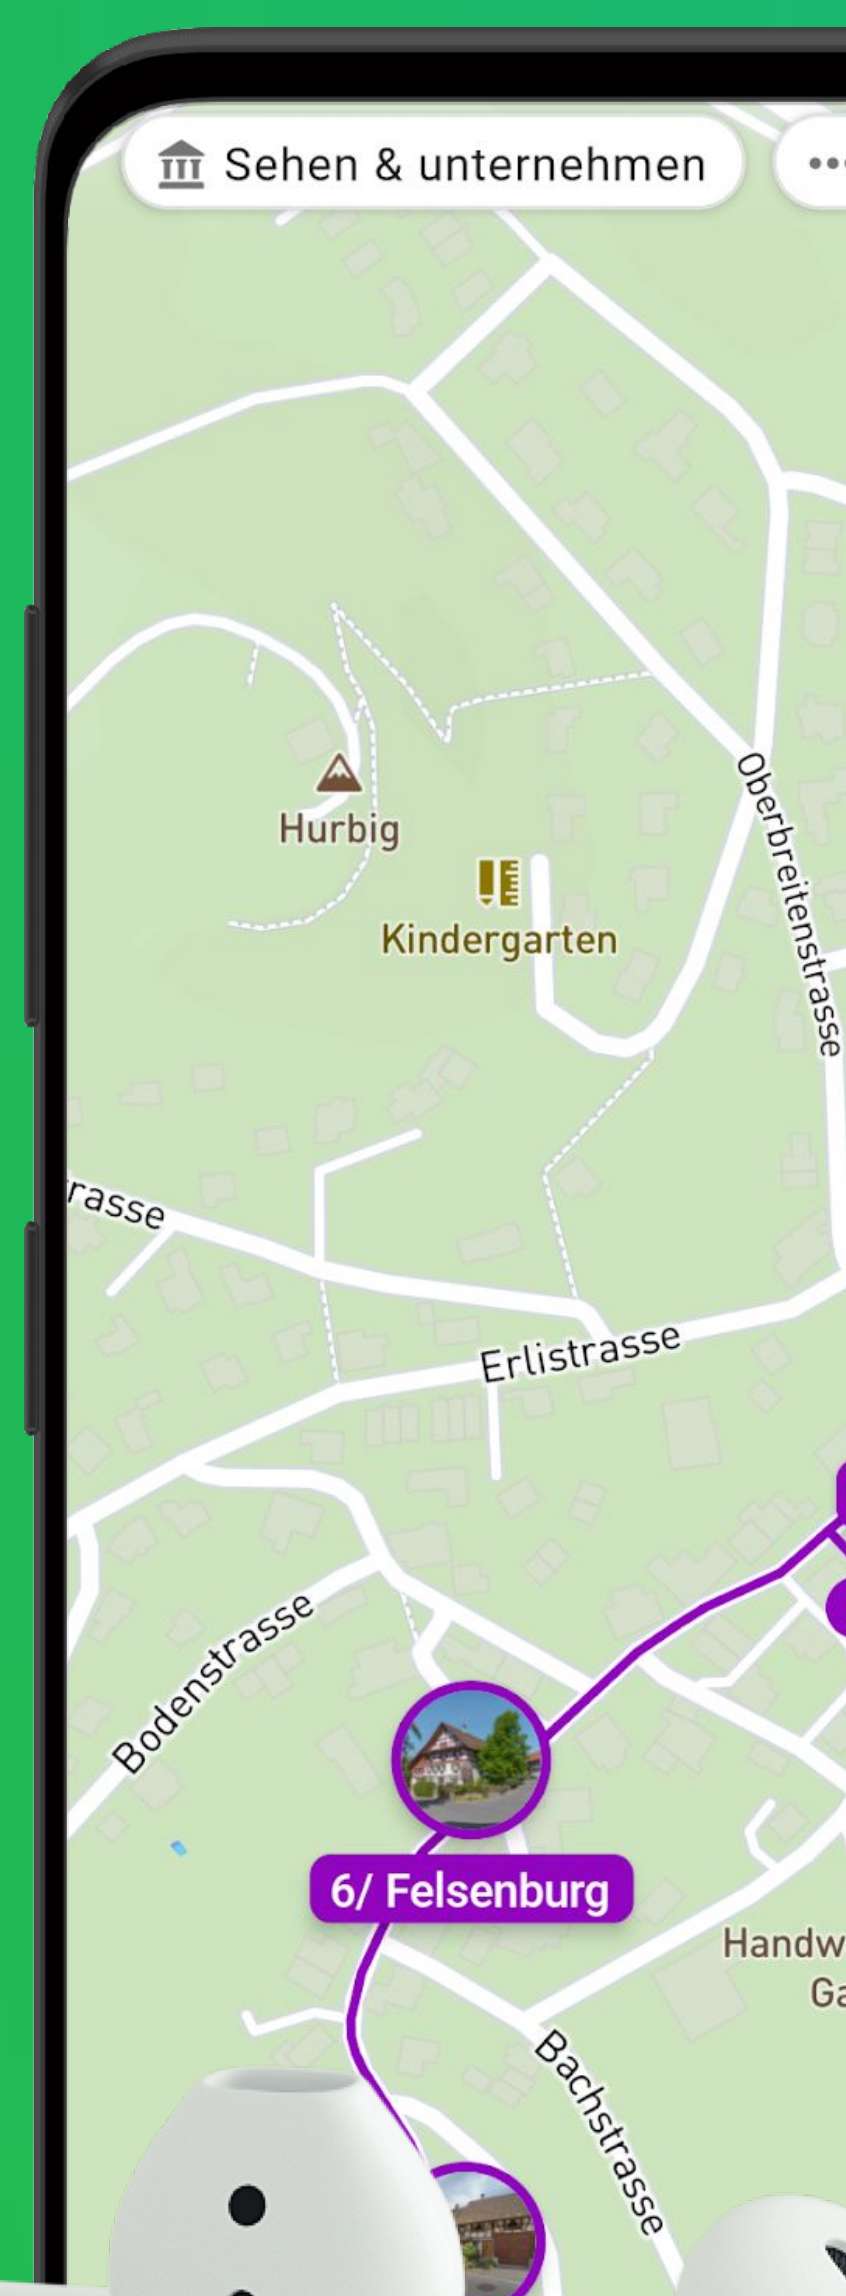 Sehen & unternehmen
Oberbreitenstrasse
Hurbig
Kindergarten
rasse
Erlistrasse
Bodenstrasse
6/ Felsenburg
Handw
Ga
Bachstrasse